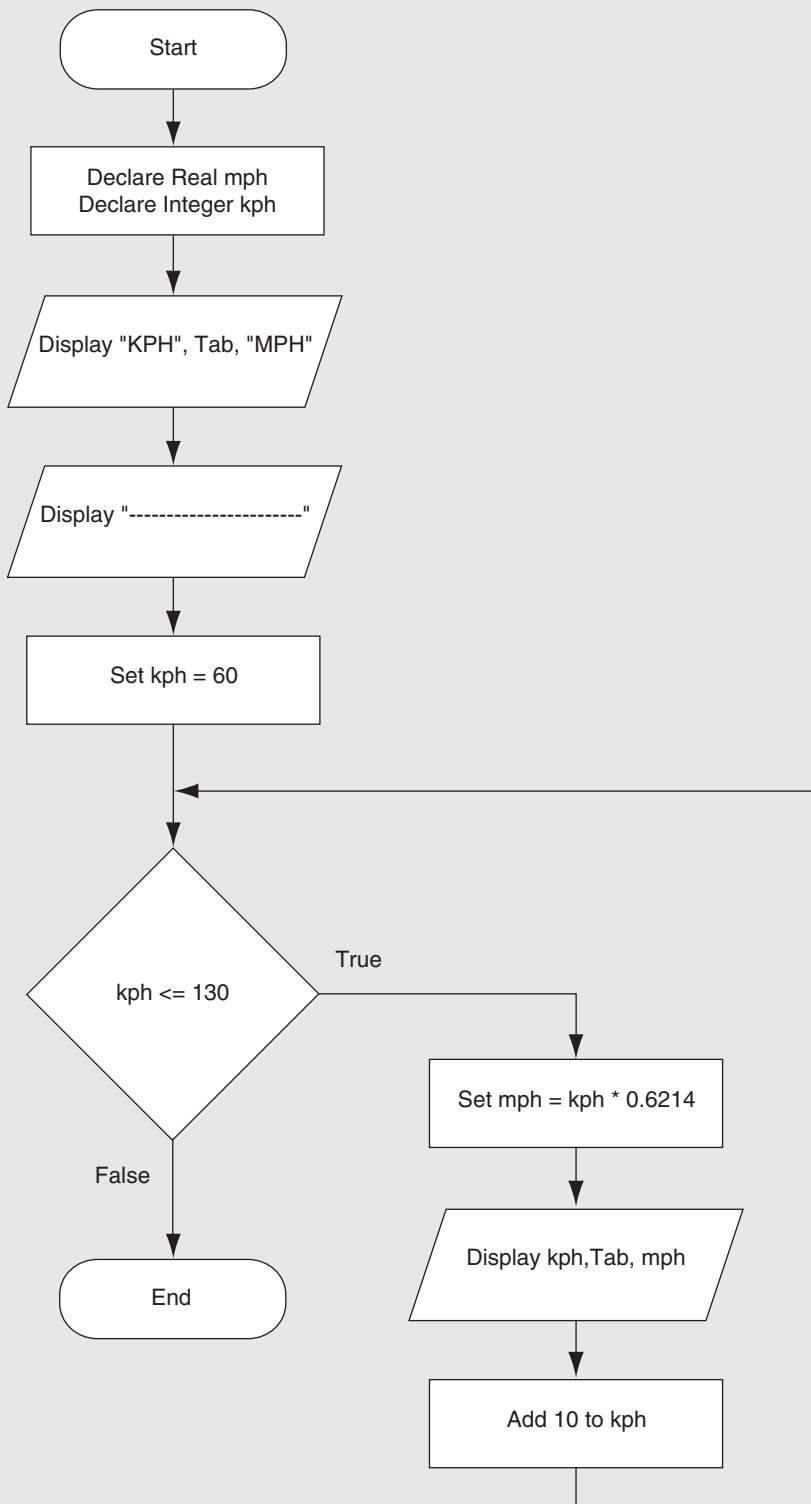 Start
Declare Real mph
Declare Integer kph
Display "KPH", Tab, "MPH"
Display "-----------------------"
Set kph = 60
kph <= 130
True
Set mph = kph * 0.6214
False
Display kph,Tab, mph
End
Add 10 to kph